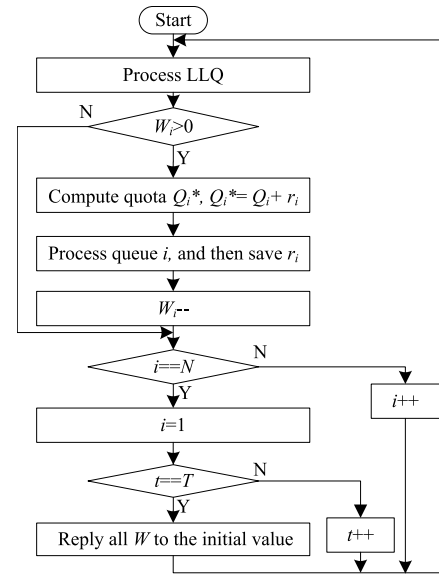 Start
Process LLQ
N
Wi>0
Y
Compute quota Qi*, Qi*= Qi+ ri
Process queue i, and then save ri
Wi--
i==N
N
Y
i++
i=1
t==T
N
Y
t++
Reply all W to the initial value